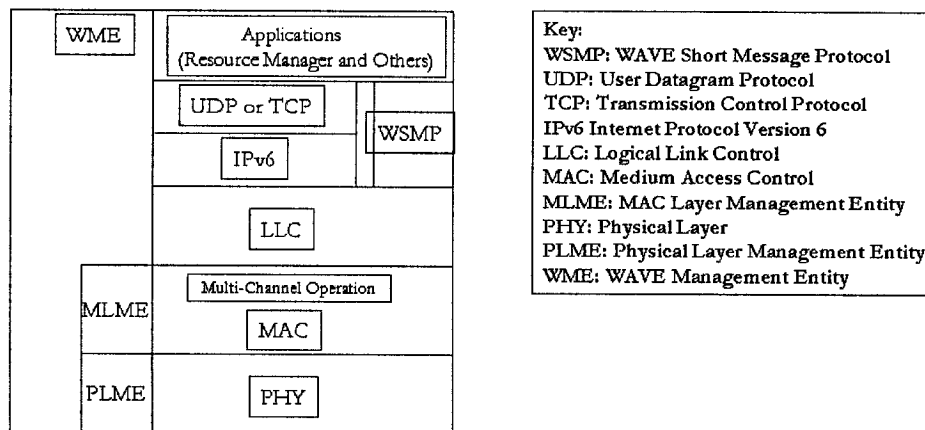 WME
Applications
(Resource Manager and Others)
UDP or TCP
WSMP
IPv6
LLC
Multi-Channel Operation
MLME
MAC
PLME
PHY
Key:
WSMP: WAVE Short Message Protocol
UDP: User Datagram Protocol
TCP: Transmission Control Protocol
IPv6 Internet Protocol Version 6
LLC: Logical Link Control
MAC: Medium Access Control
MLME: MAC Layer Management Entity
PHY: Physical Layer
PLME: Physical Layer Management Entity
WME: WAVE Management Entity